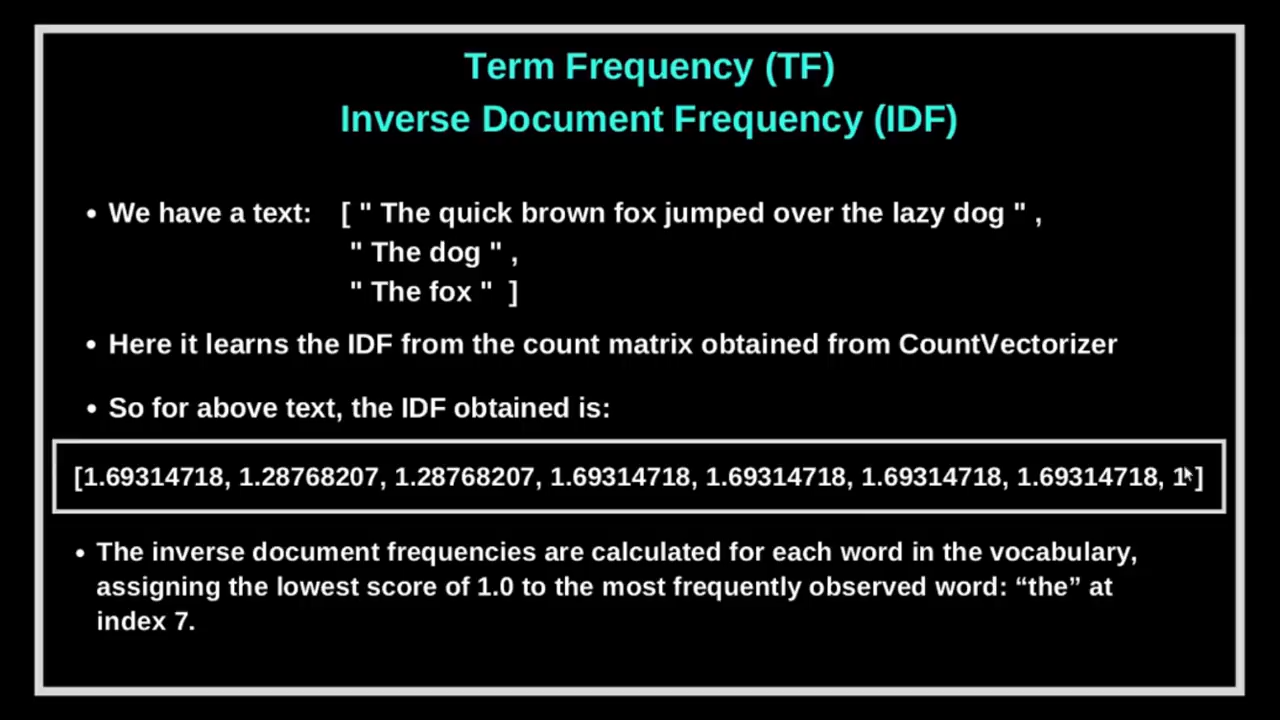 Term Frequency (TF)
Inverse Document Frequency (IDF)
• We have a text: [ " The quick brown fox jumped over the lazy dog " ,
" The dog " ,
" The fox " ]
• Here it learns the IDF from the count matrix obtained from CountVectorizer
• So for above text, the IDF obtained is:
[1.69314718, 1.28768207, 1.28768207, 1.69314718, 1.69314718, 1.69314718, 1.69314718, 1.]
• The inverse document frequencies are calculated for each word in the vocabulary,
assigning the lowest score of 1.0 to the most frequently observed word: “the” at
index 7.